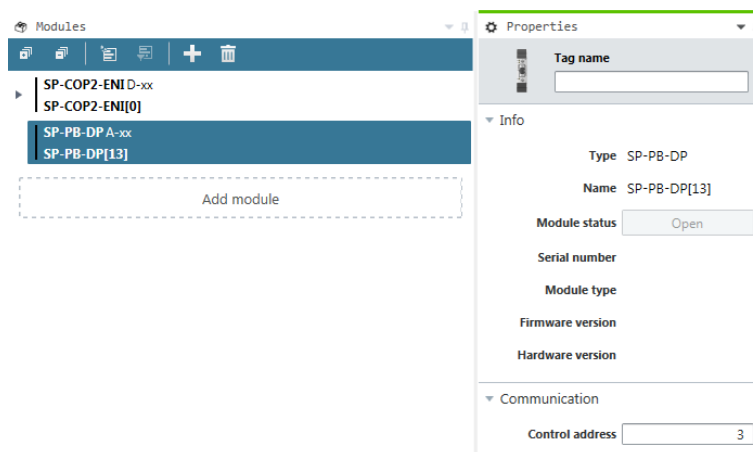 Modules
SP-COP2-ENI D-xx
SP-COP2-ENI[0]
SP-PB-DP A-xx
SP-PB-DP[13]
Add module
Properties
Tag name
Info
Type SP-PB-DP
Name SP-PB-DP[13]
Module status Open
Serial number
Module type
Firmware version
Hardware version
Communication
Control address 3